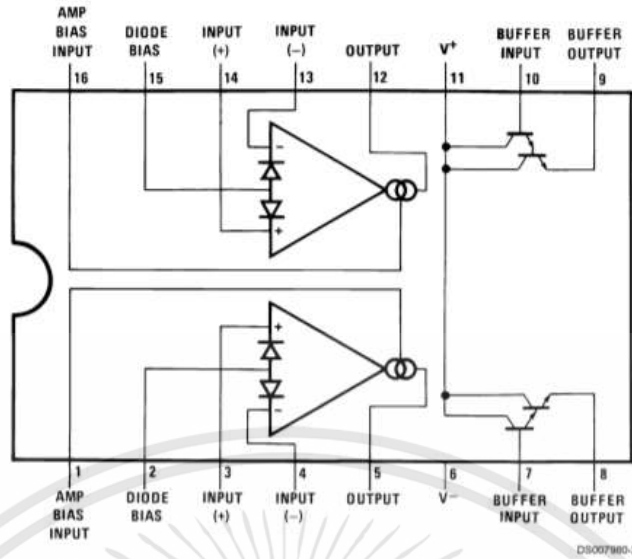 AMP
BIAS
INPUT
DIODE
BIAS
INPUT
(+)
INPUT
(−)
OUTPUT
V+
BUFFER
INPUT
BUFFER
OUTPUT
16
15
14
13
12
11
10
9
−
+
+
−
1
2
3
4
5
6
7
8
AMP
BIAS
INPUT
DIODE
BIAS
INPUT
(+)
INPUT
(−)
OUTPUT
V−
BUFFER
INPUT
BUFFER
OUTPUT